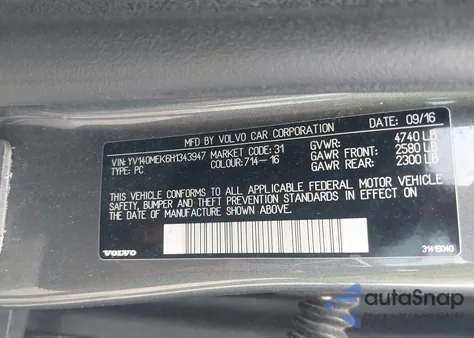 MFD BY VOLVO CAR CORPORATION DATE: 09/16
VIN: YV140MEK6H1343947 MARKET CODE: 31 GVWR: 4740 LB
TYPE: PC COLOUR: 714-16 GAWR FRONT: 2580 LB
GAWR REAR: 2300 LB
THIS VEHICLE CONFORMS TO ALL APPLICABLE FEDERAL MOTOR VEHICLE
SAFETY, BUMPER AND THEFT PREVENTION STANDARDS IN EFFECT ON
THE DATE OF MANUFACTURE SHOWN ABOVE.
VOLVO 31415040
autoSnap